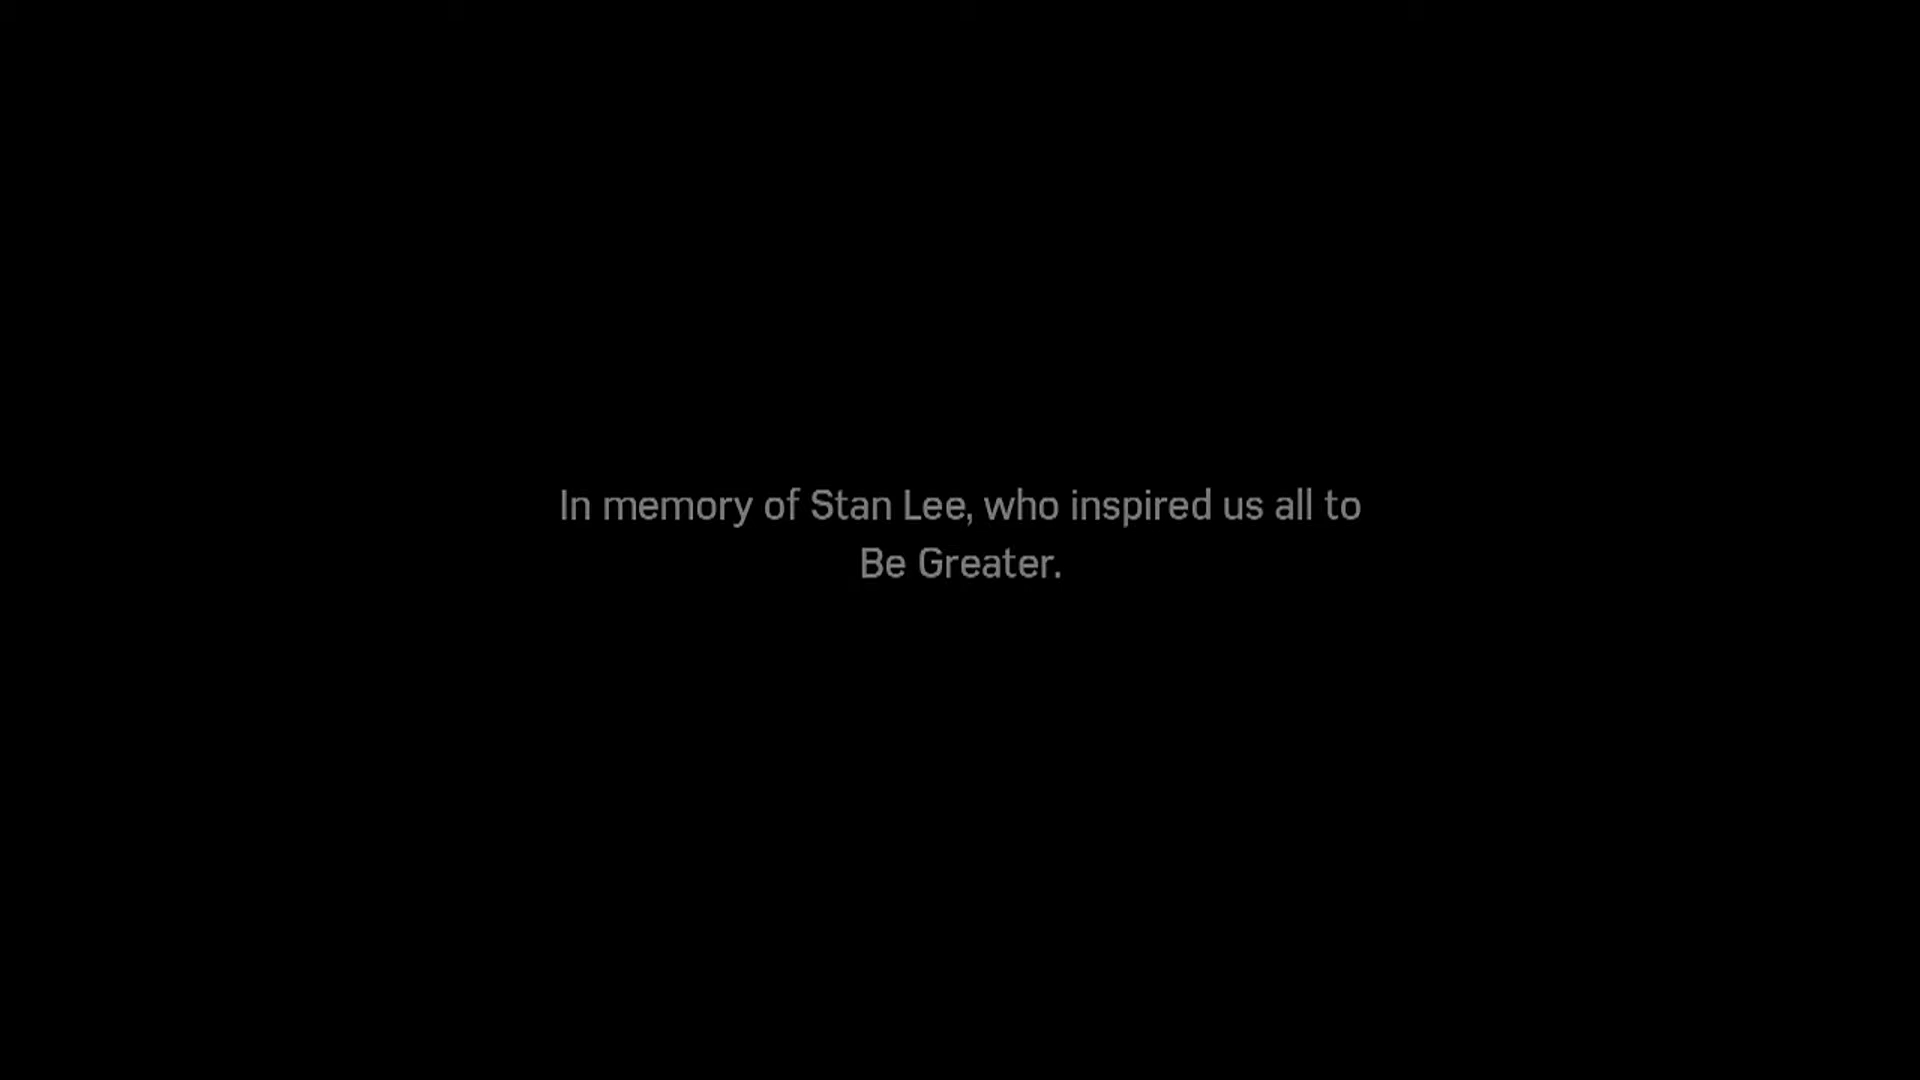 In memory of Stan Lee, who inspired us all to
Be Greater.